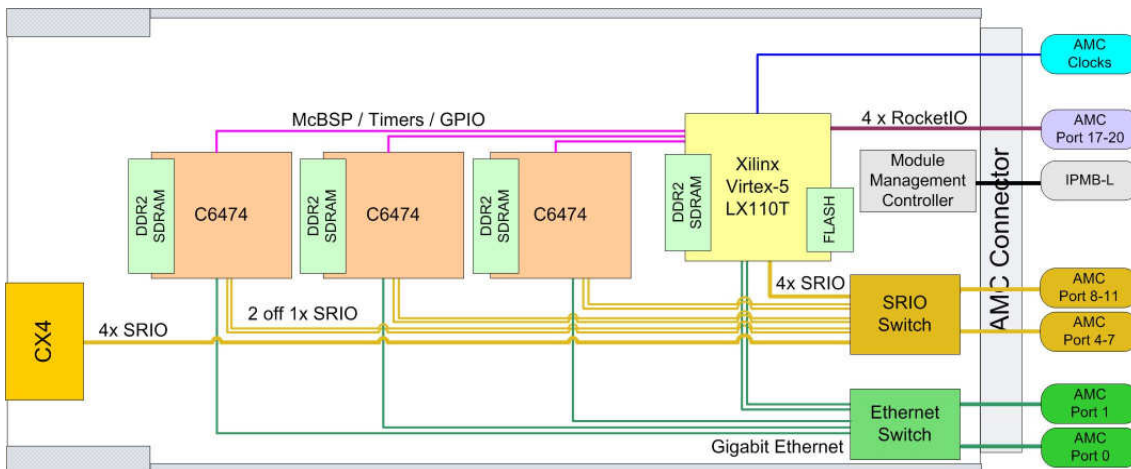 AMC
Clocks
McBSP / Timers / GPIO
4 x RocketIO
AMC
Port 17-20
Xilinx
Virtex-5
LX110T
DDR2
SDRAM
FLASH
Module
Management
Controller
IPMB-L
DDR2
SDRAM
C6474
DDR2
SDRAM
C6474
DDR2
SDRAM
C6474
AMC Connector
4x SRIO
SRIO
Switch
AMC
Port 8-11
AMC
Port 4-7
CX4
4x SRIO
2 off 1x SRIO
Ethernet
Switch
Gigabit Ethernet
AMC
Port 1
AMC
Port 0